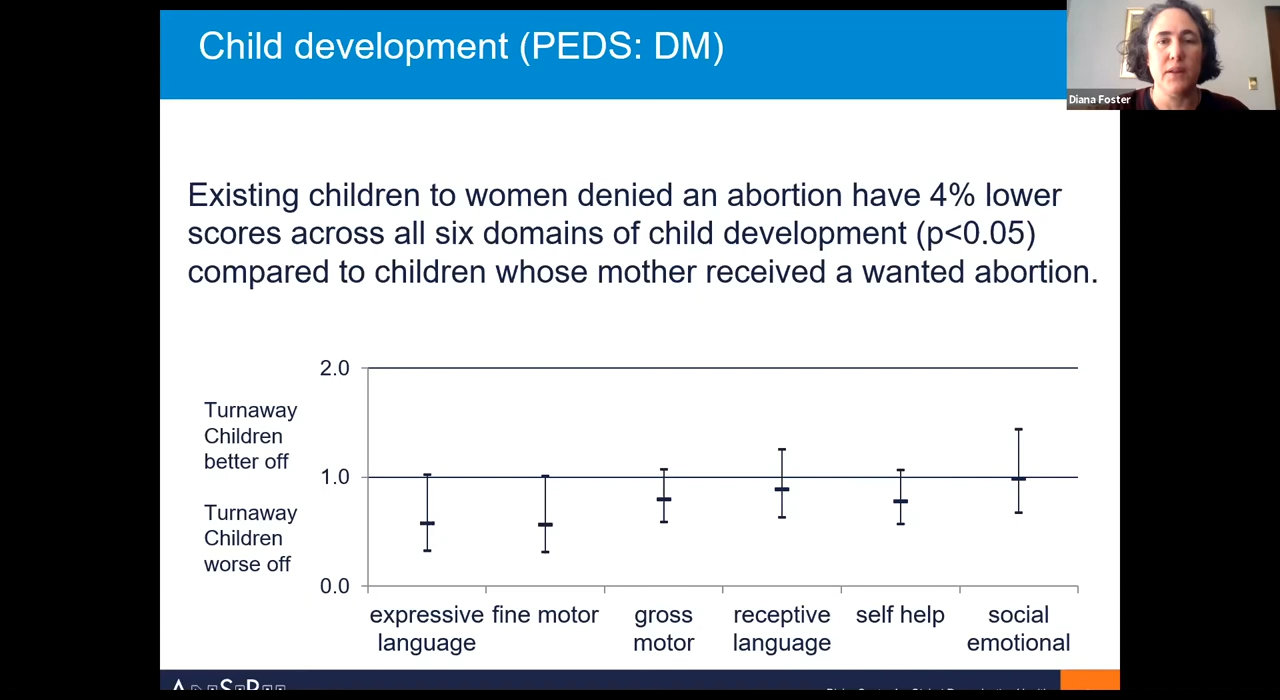 Child development (PEDS: DM)
Diana Foster
Existing children to women denied an abortion have 4% lower
scores across all six domains of child development (p<0.05)
compared to children whose mother received a wanted abortion.
2.0
Turnaway
Children
better off
1.0
Turnaway
Children
worse off
0.0
expressive
language
fine motor
gross
motor
receptive
language
self help
social
emotional